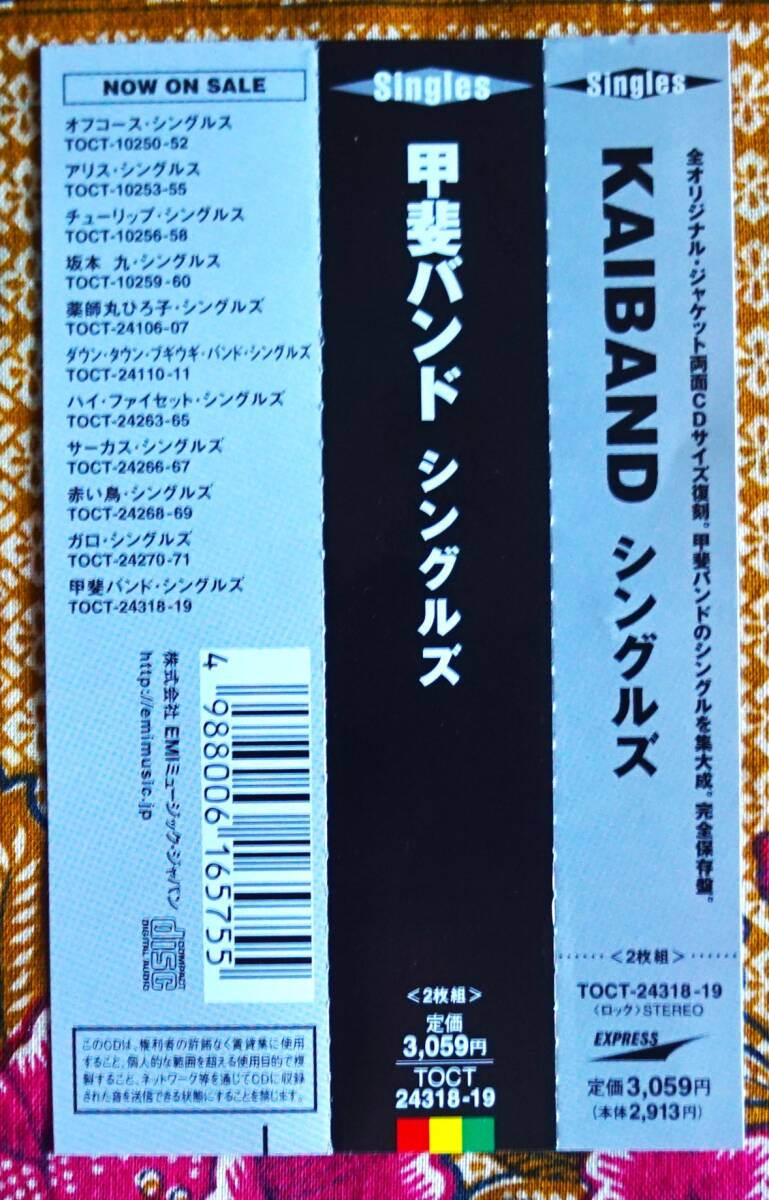 NOW ON SALE
オフコース・シングルス
TOCT-10250-52
アリス・シングルス
TOCT-10253-55
チューリップ・シングルズ
TOCT-10256-58
坂本 九・シングルス
TOCT-10259-60
薬師丸ひろ子・シングルズ
TOCT-24106-07
ダウン・タウン・ブギウギ・バンド・シングルズ
TOCT-24110-11
ハイ・ファイセット・シングルズ
TOCT-24263-65
サーカス・シングルズ
TOCT-24266-67
赤い鳥・シングルズ
TOCT-24268-69
ガロ・シングルズ
TOCT-24270-71
甲斐バンド・シングルズ
TOCT-24318-19
株式会社 EMIミュージック・ジャパン
http://emimusic.jp
4 988006 165755
COMPACT
disc
DIGITAL AUDIO
このCDは、権利者の許諾なく賃貸業に使用
すること、個人的な範囲を超える使用目的で複
製すること、ネットワーク等を通じてCDに収録
された音を送信できる状態にすることを禁じます。
Singles
甲斐バンド シングルズ
<2枚組>
定価
3,059円
TOCT
24318-19
Singles
全オリジナル・ジャケット両面CDサイズ復刻。甲斐バンドのシングルを集大成。完全保存盤。
KAIBAND シングルズ
<2枚組>
TOCT-24318-19
〈ロック〉STEREO
EXPRESS
定価3,059円
(本体2,913円)